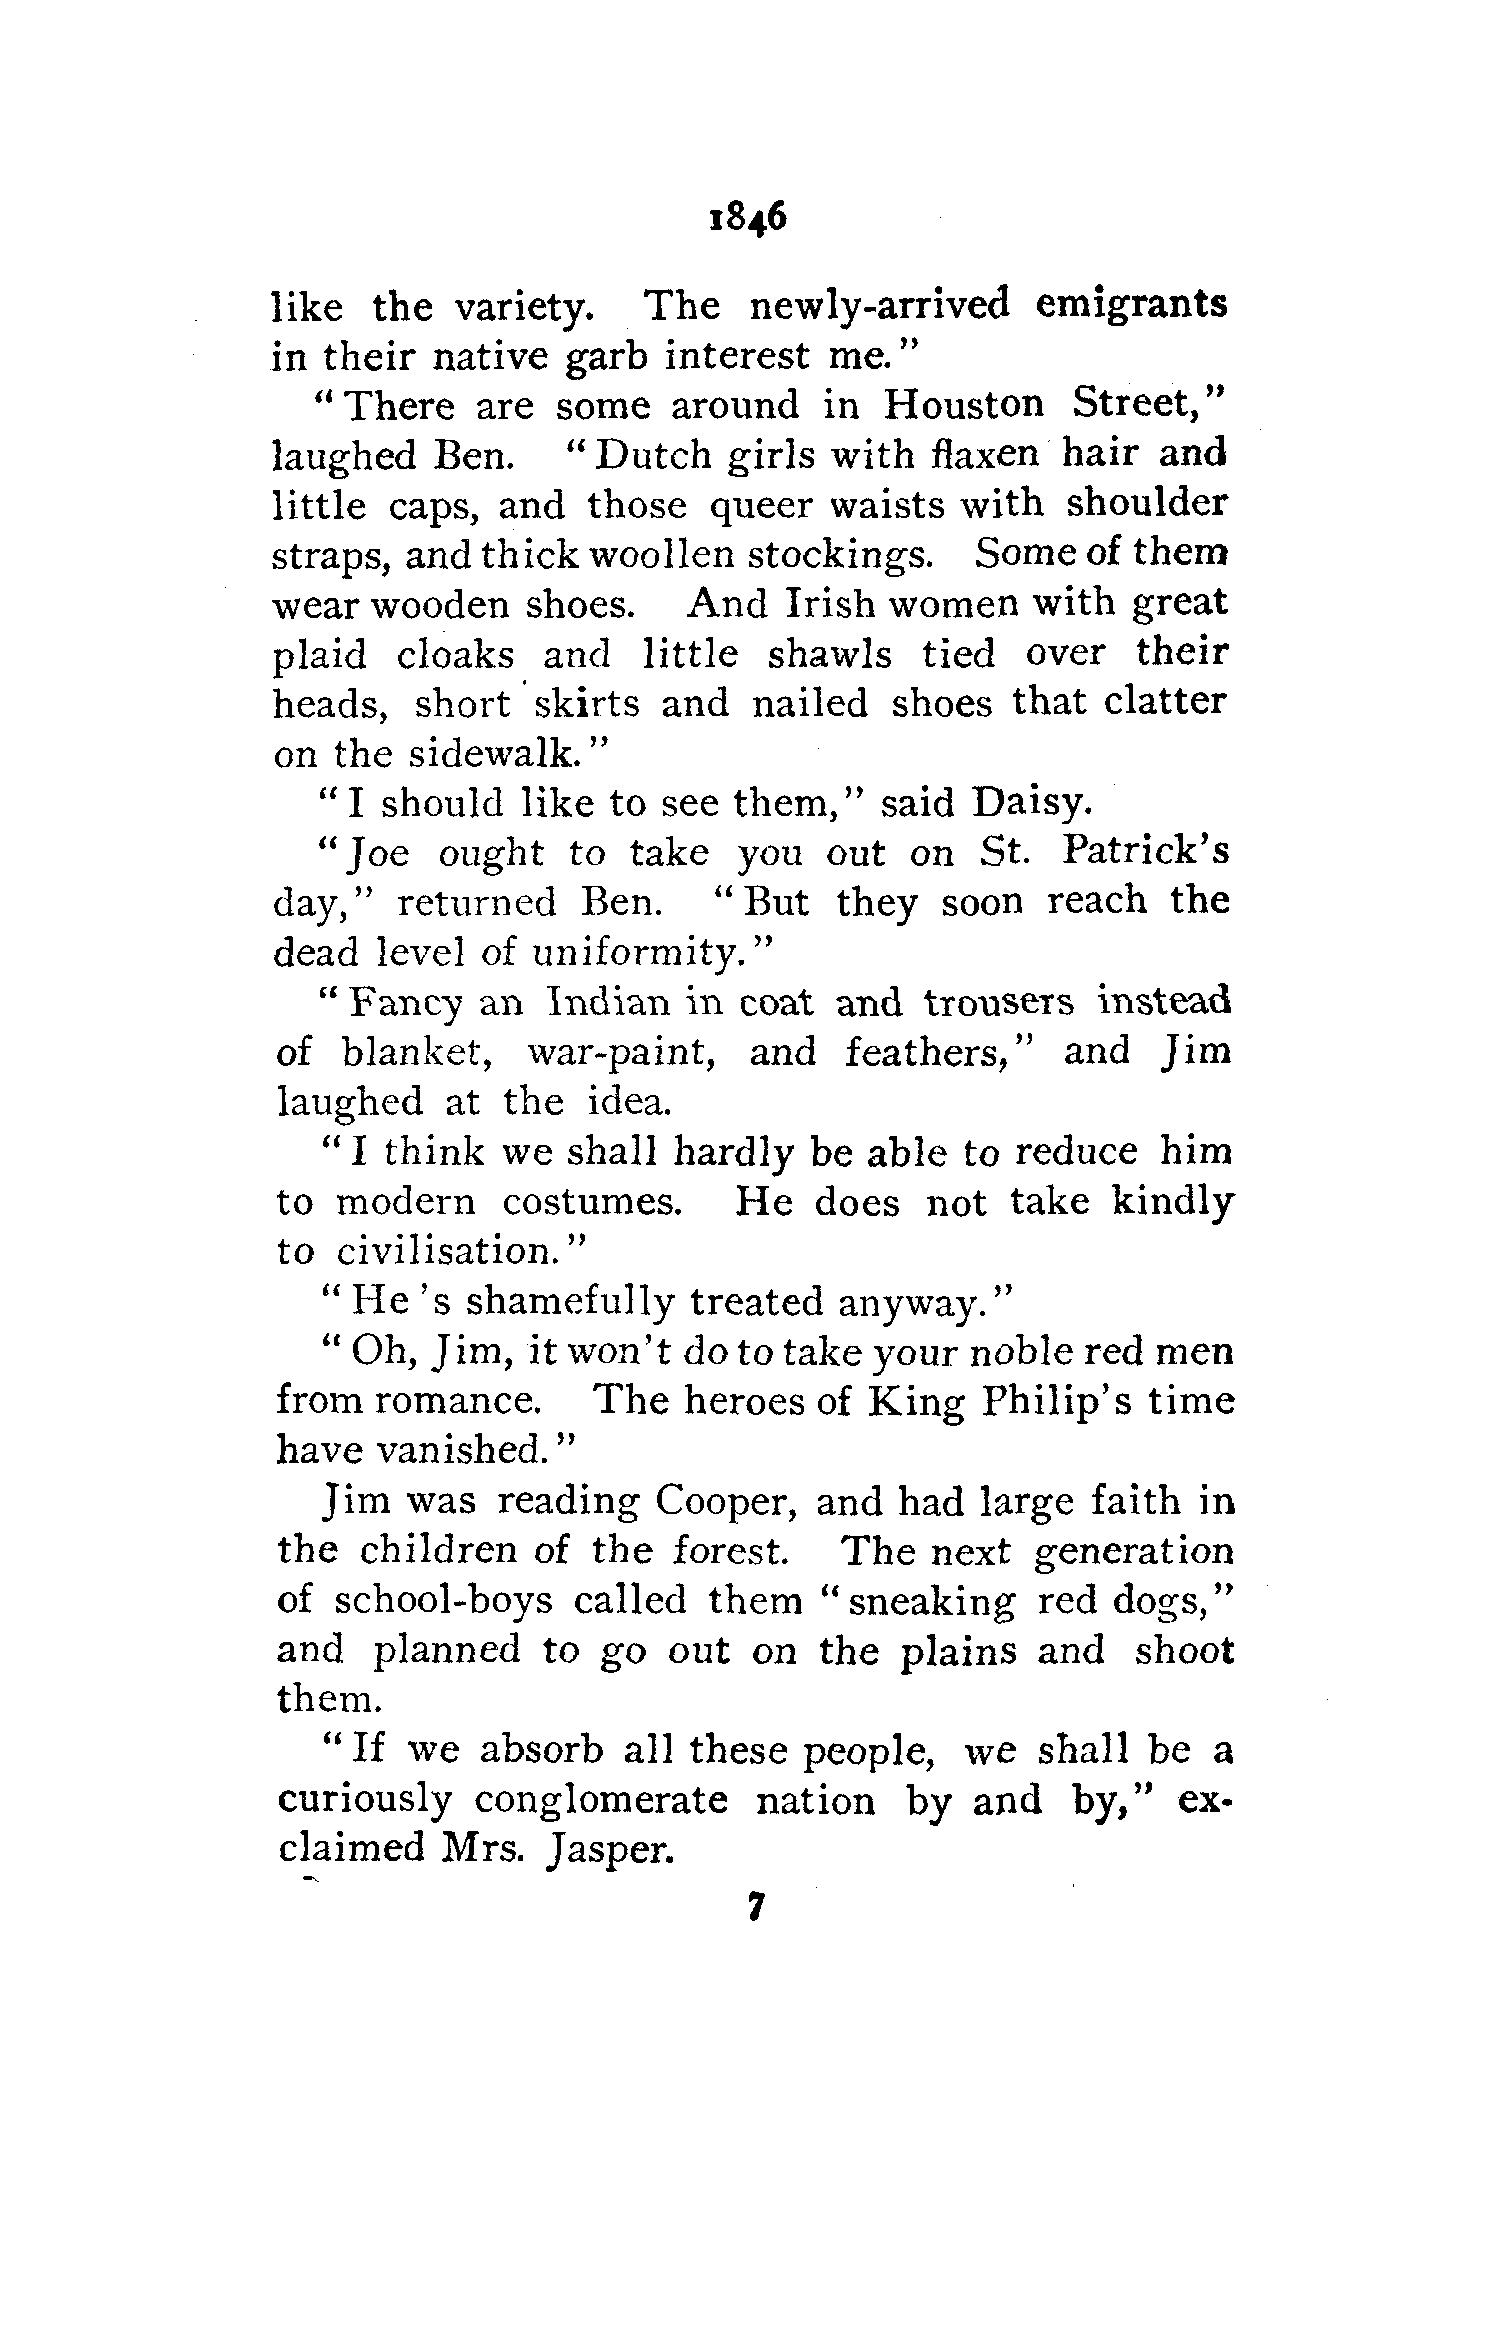 1846
like the variety. The newly-arrived emigrants
in their native garb interest me."
"There are some around in Houston Street,"
laughed Ben. "Dutch girls with flaxen hair and
little caps, and those queer waists with shoulder
straps, and thick woollen stockings. Some of them
wear wooden shoes. And Irish women with great
plaid cloaks and little shawls tied over their
heads, short skirts and nailed shoes that clatter
on the sidewalk."
"I should like to see them," said Daisy.
"Joe ought to take you out on St. Patrick's
day," returned Ben. "But they soon reach the
dead level of uniformity."
"Fancy an Indian in coat and trousers instead
of blanket, war-paint, and feathers," and Jim
laughed at the idea.
"I think we shall hardly be able to reduce him
to modern costumes. He does not take kindly
to civilisation."
"He 's shamefully treated anyway."
"Oh, Jim, it won't do to take your noble red men
from romance. The heroes of King Philip's time
have vanished."
Jim was reading Cooper, and had large faith in
the children of the forest. The next generation
of school-boys called them "sneaking red dogs,"
and planned to go out on the plains and shoot
them.
"If we absorb all these people, we shall be a
curiously conglomerate nation by and by," ex-
claimed Mrs. Jasper.
7